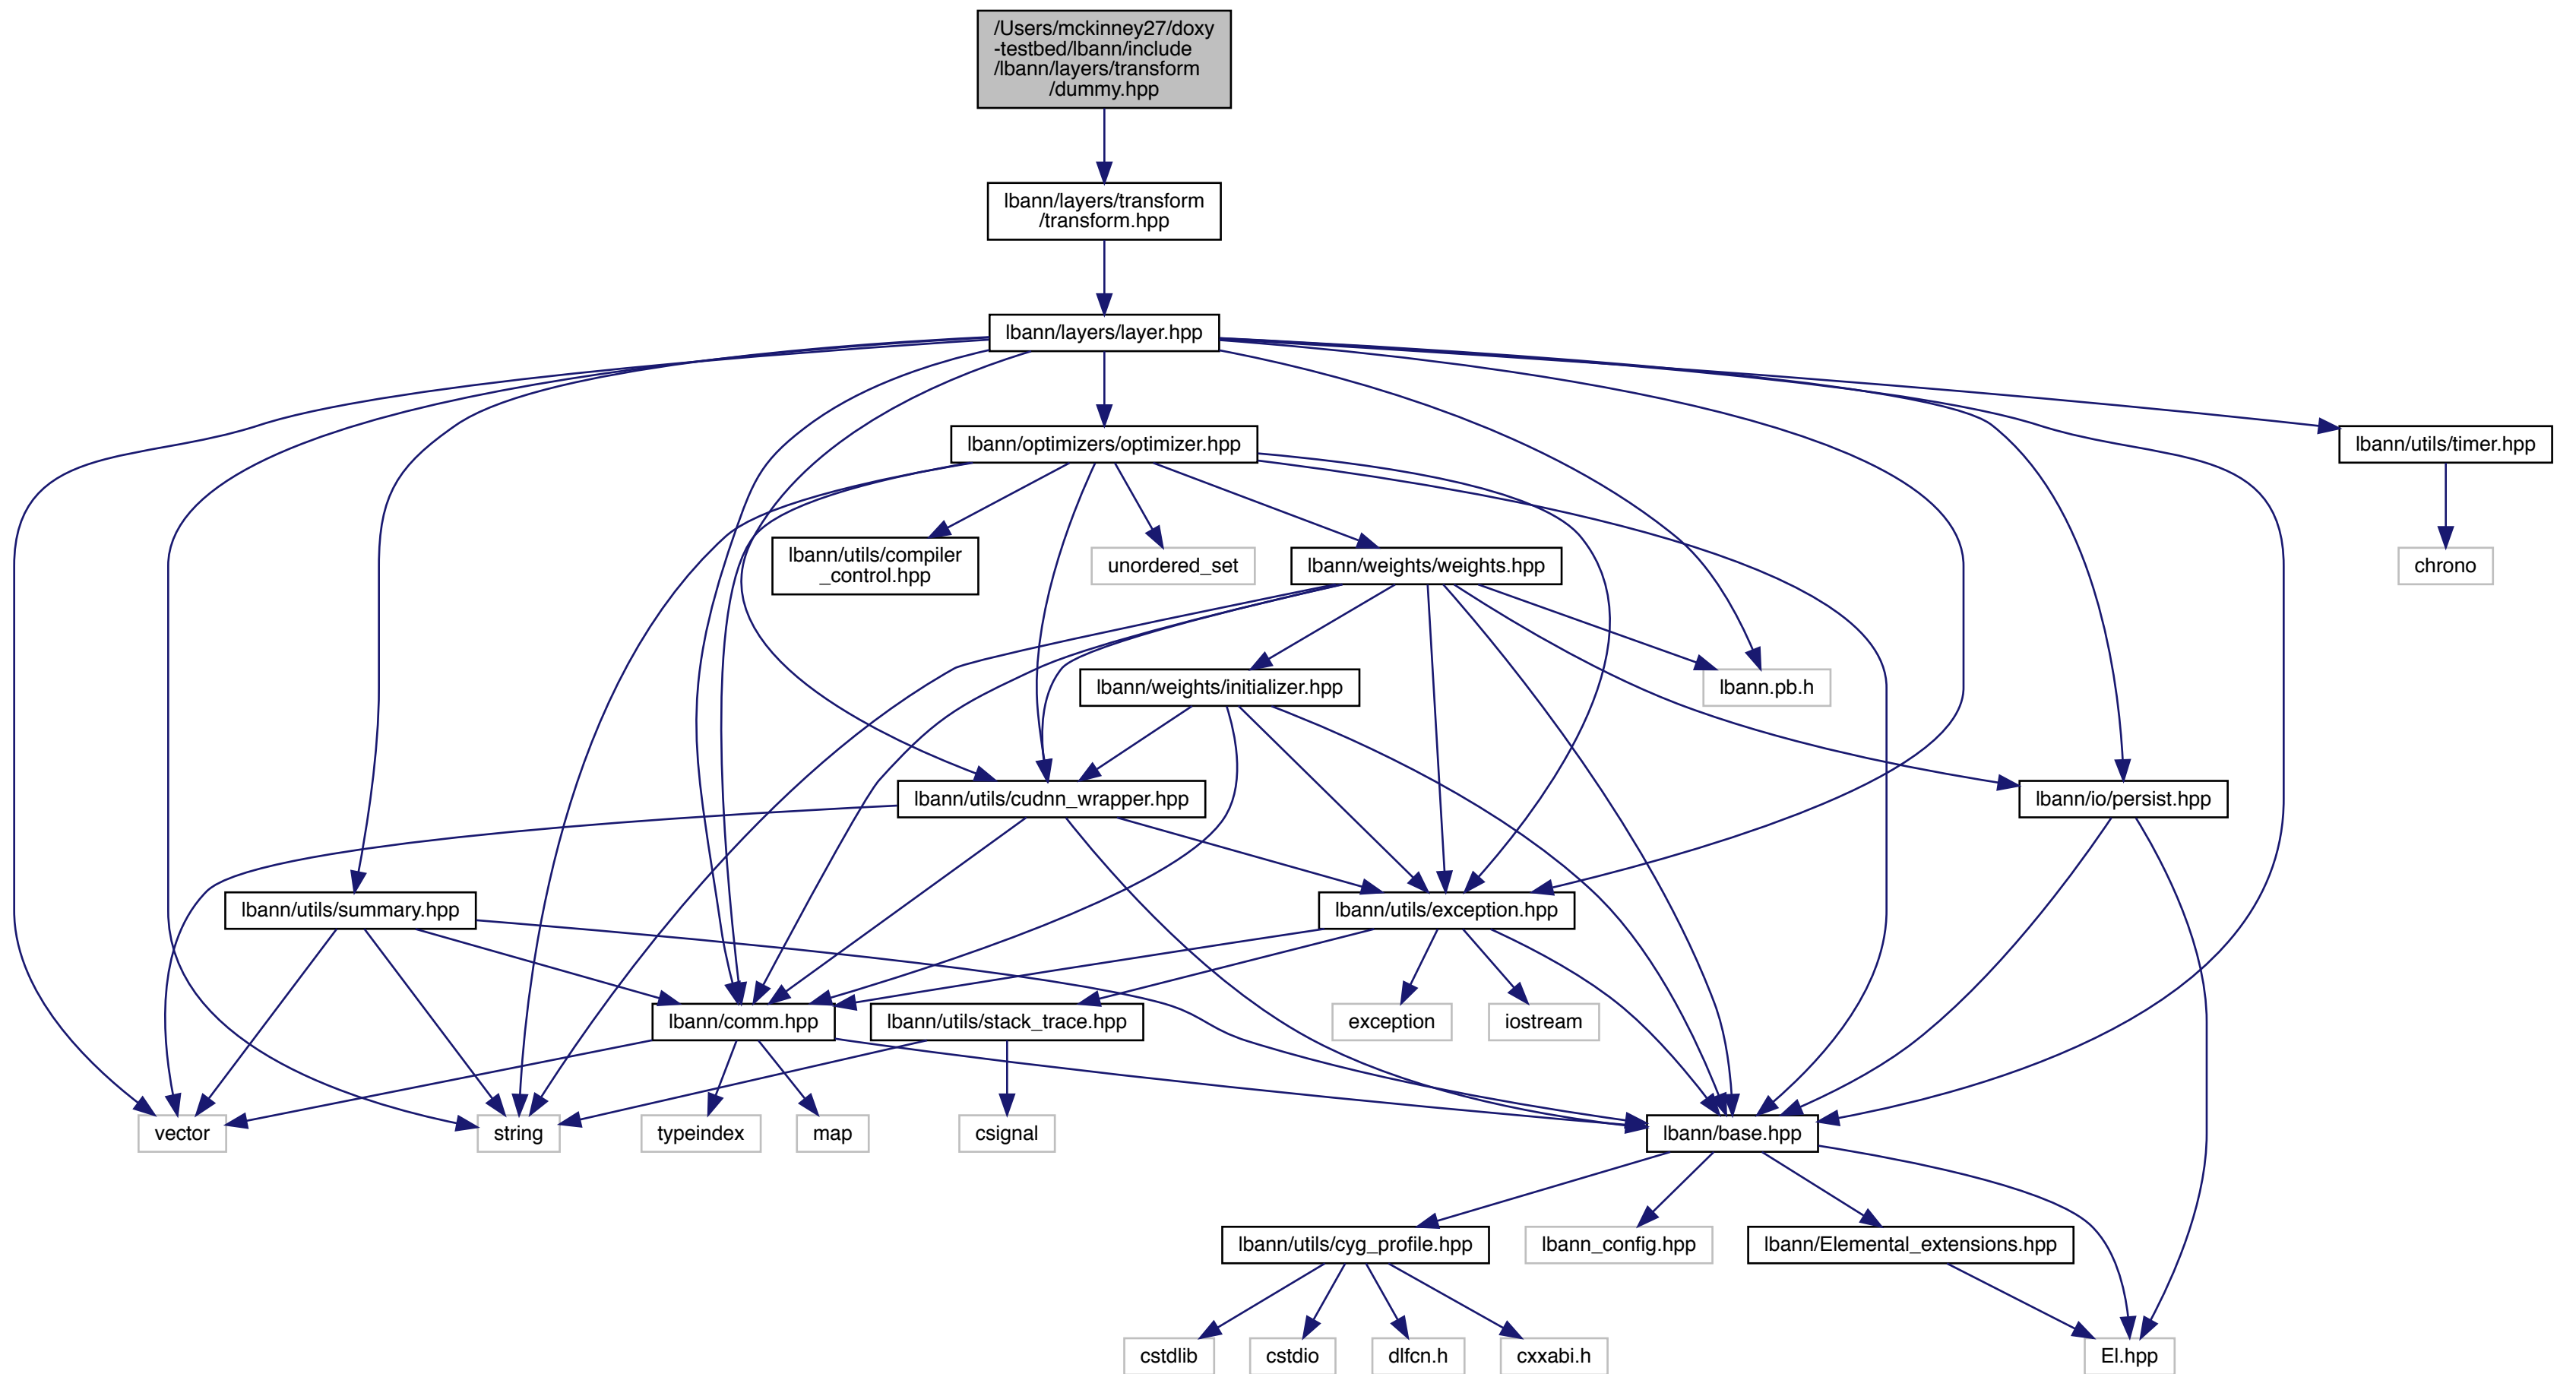 /Users/mckinney27/doxy
-testbed/lbann/include
/lbann/layers/transform
/dummy.hpp
lbann/layers/transform
/transform.hpp
lbann/layers/layer.hpp
lbann/optimizers/optimizer.hpp
lbann/utils/timer.hpp
lbann/utils/compiler
_control.hpp
unordered_set
lbann/weights/weights.hpp
chrono
lbann/weights/initializer.hpp
lbann.pb.h
lbann/utils/cudnn_wrapper.hpp
lbann/io/persist.hpp
lbann/utils/summary.hpp
lbann/utils/exception.hpp
lbann/comm.hpp
lbann/utils/stack_trace.hpp
exception
iostream
vector
string
typeindex
map
csignal
lbann/base.hpp
lbann/utils/cyg_profile.hpp
lbann_config.hpp
lbann/Elemental_extensions.hpp
cstdlib
cstdio
dlfcn.h
cxxabi.h
El.hpp